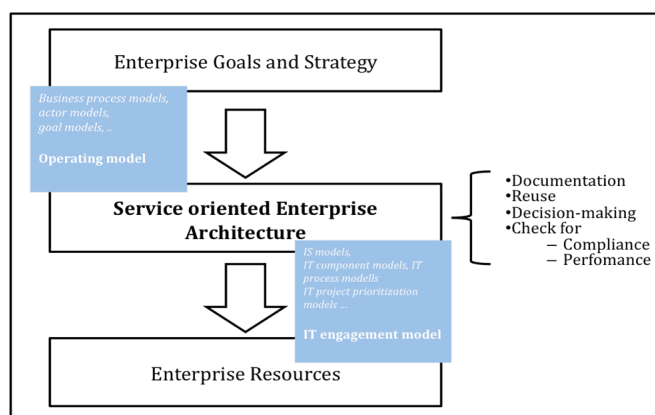 Enterprise Goals and Strategy
Business process models,
actor models,
goal models, ..
Operating model
Service oriented Enterprise
Architecture
•Documentation
•Reuse
•Decision-making
•Check for
– Compliance
– Perfomance
IS models,
IT component models, IT
process modells
IT project prioritization
models ...
IT engagement model
Enterprise Resources